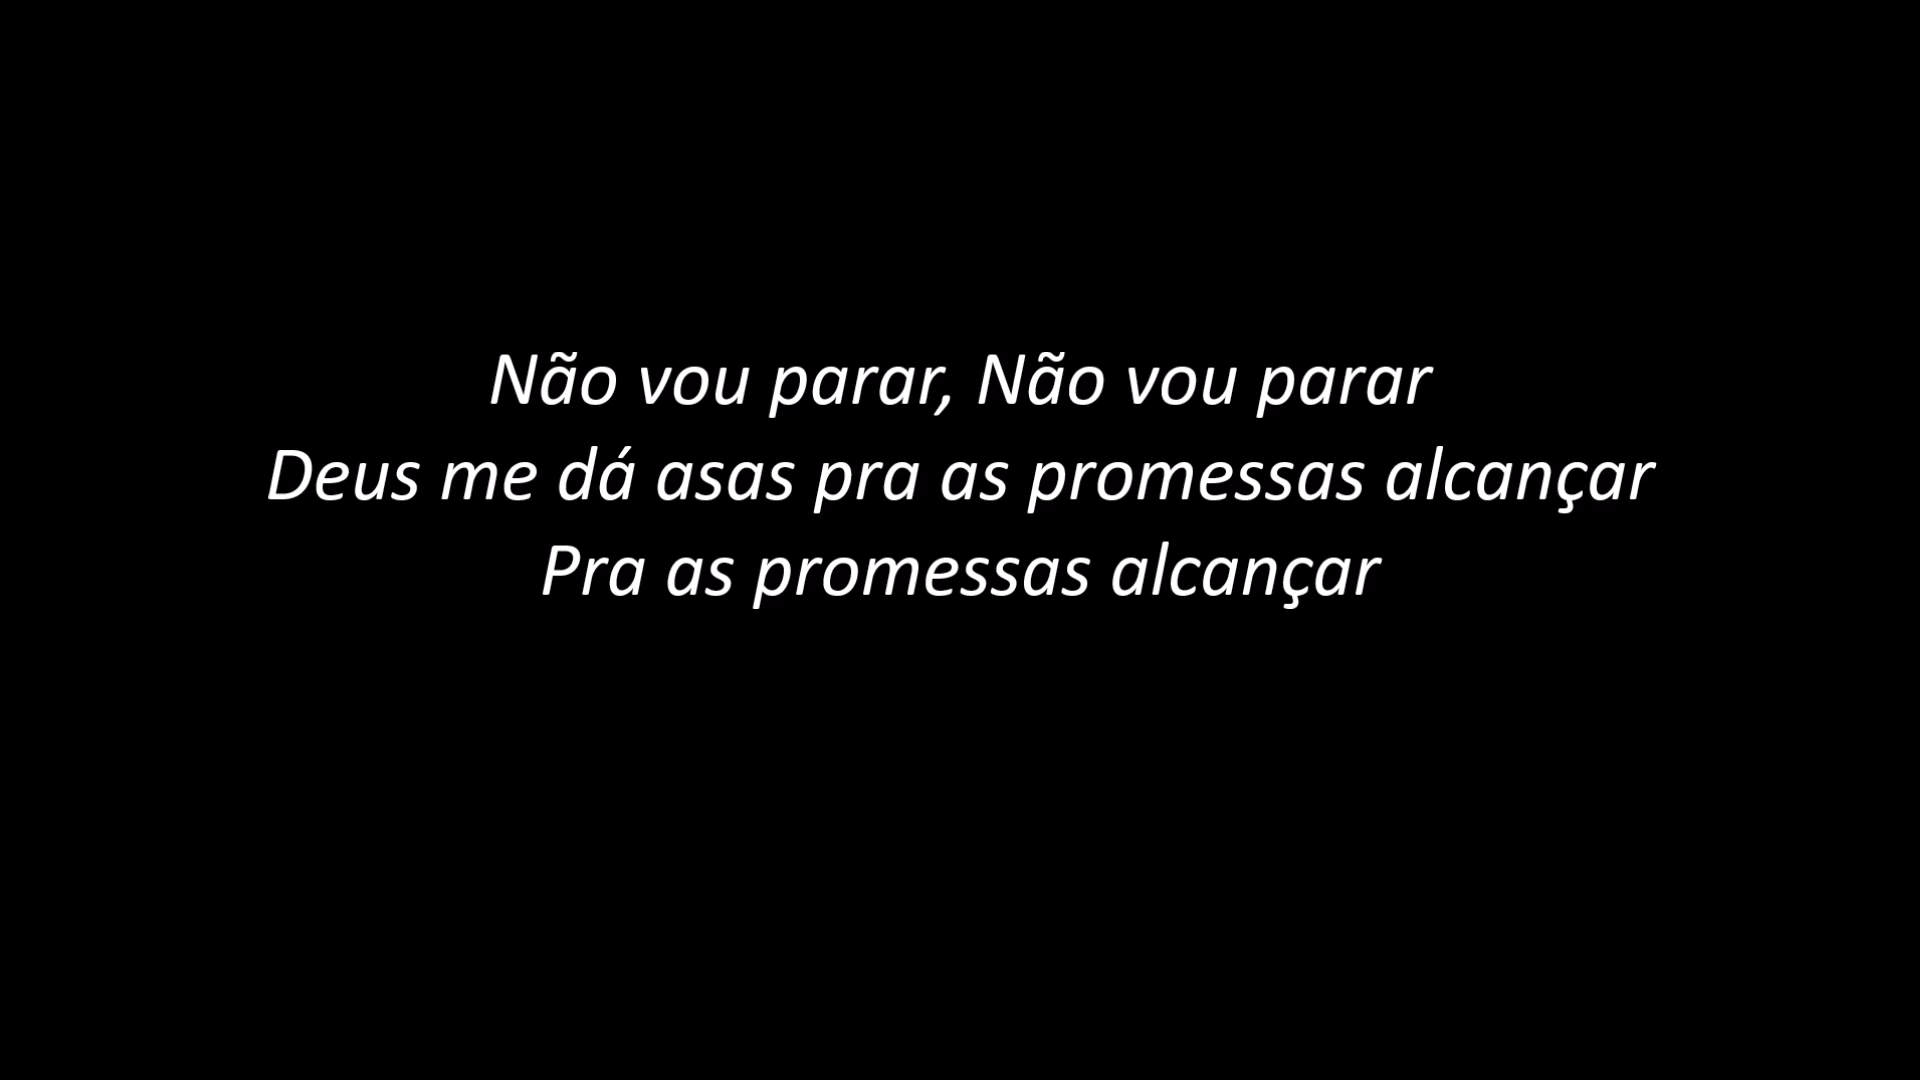 Não vou parar, Não vou parar
Deus me dá asas pra as promessas alcançar
Pra as promessas alcançar